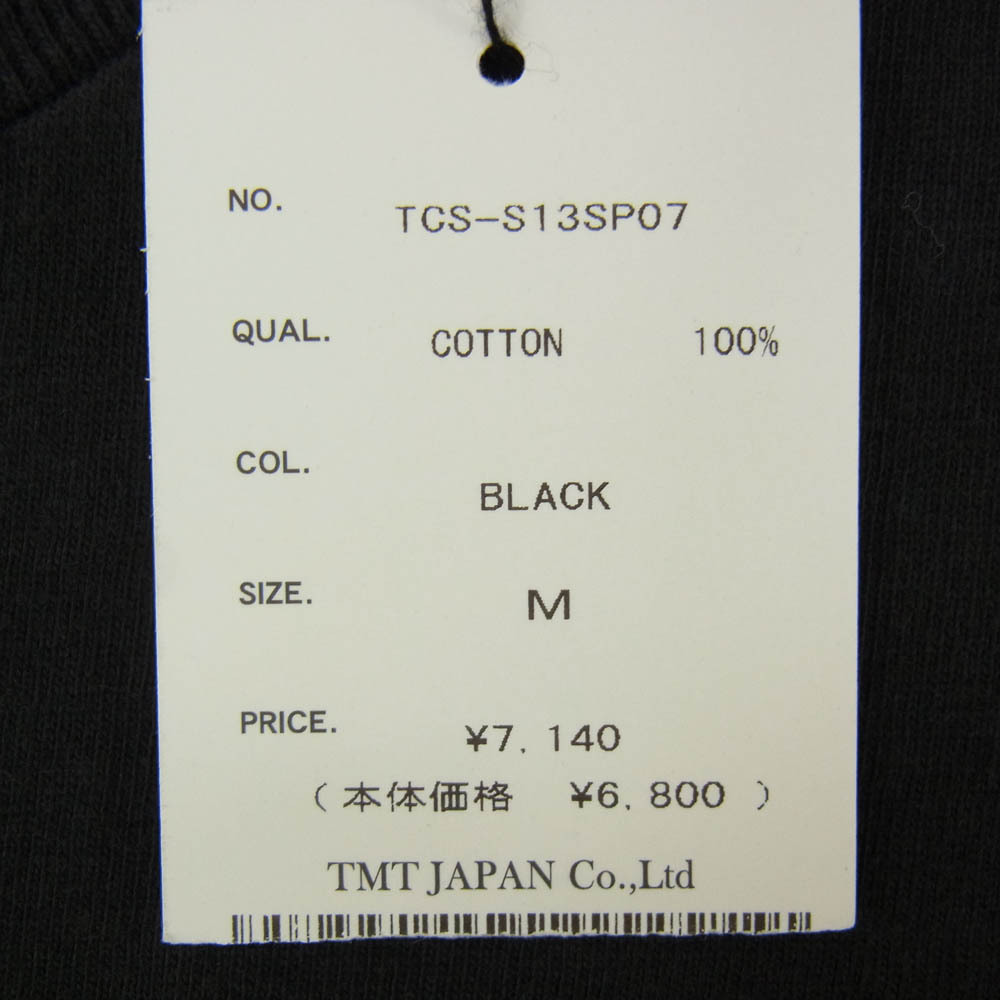 NO. TCS-S13SP07
QUAL. COTTON 100%
COL. BLACK
SIZE. M
PRICE. ¥7,140
(本体価格 ¥6,800)
TMT JAPAN Co.,Ltd